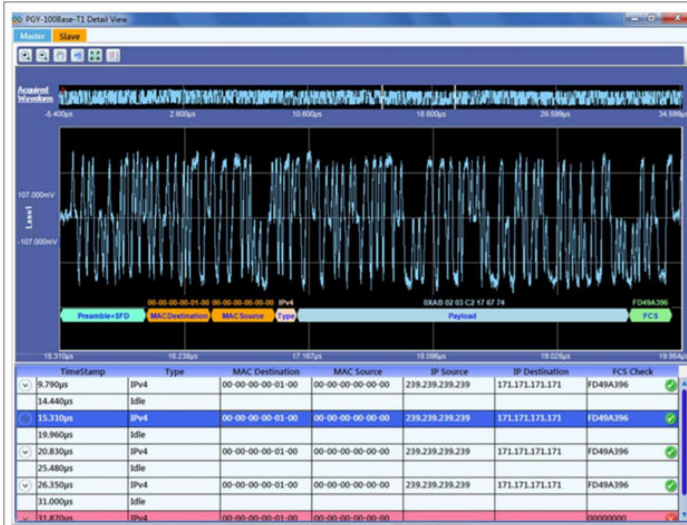 PGY-100Base-T1 Detail View
Master Slave
Acquired Waveform
-5.400µs 2.600µs 10.600µs 18.600µs 26.599µs 34.599µs
107.000mV
Lane1
-107.000mV
00-00-00-00-01-00 00-00-00-00-00-00 IPv4 0XAB 02 03 C2 17 67 74 FD49A396
Preamble+SFD MACDestination MACSource Type Payload FCS
15.310µs 16.238µs 17.167µs 18.096µs 19.025µs 19.954µs
TimeStamp Type MAC Destination MAC Source IP Source IP Destination FCS Check
9.790µs IPv4 00-00-00-00-01-00 00-00-00-00-00-00 239.239.239.239 171.171.171.171 FD49A396
14.440µs Idle
15.310µs IPv4 00-00-00-00-01-00 00-00-00-00-00-00 239.239.239.239 171.171.171.171 FD49A396
19.960µs Idle
20.830µs IPv4 00-00-00-00-01-00 00-00-00-00-00-00 239.239.239.239 171.171.171.171 FD49A396
25.480µs Idle
26.350µs IPv4 00-00-00-00-01-00 00-00-00-00-00-00 239.239.239.239 171.171.171.171 FD49A396
31.000µs Idle
31.870µs IPv4 00-00-00-00-01-00 00-00-00-00-00-00 00000000